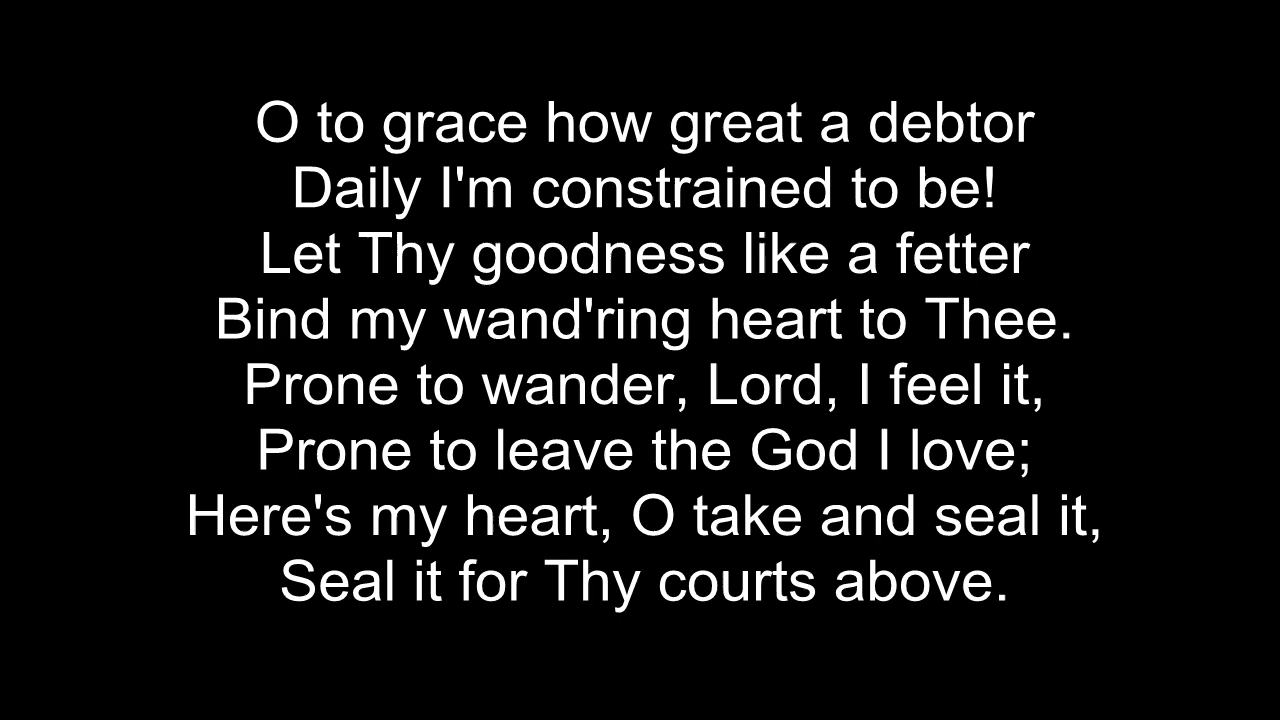 O to grace how great a debtor
Daily I'm constrained to be!
Let Thy goodness like a fetter
Bind my wand'ring heart to Thee.
Prone to wander, Lord, I feel it,
Prone to leave the God I love;
Here's my heart, O take and seal it,
Seal it for Thy courts above.